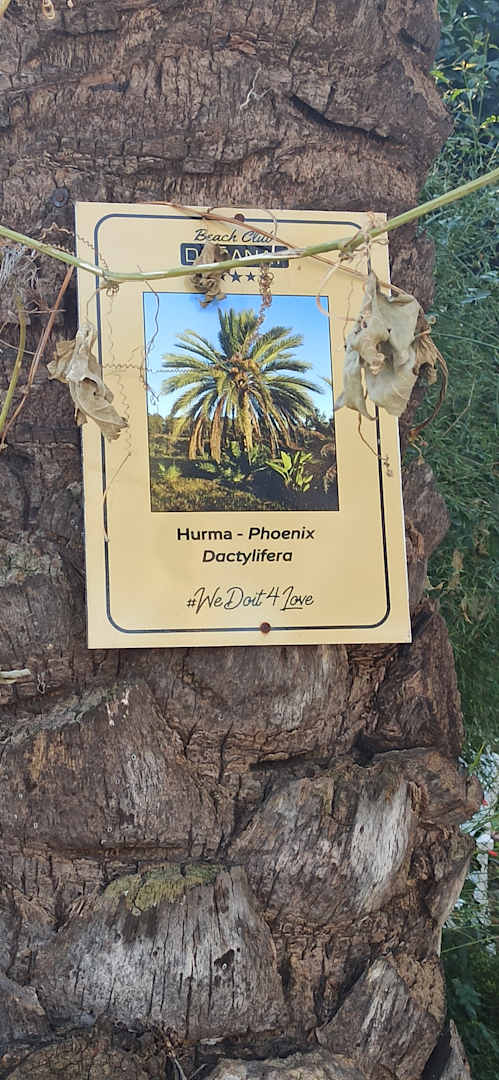 Beach Club
Hurma - Phoenix
Dactylifera
#WeDoit4Love